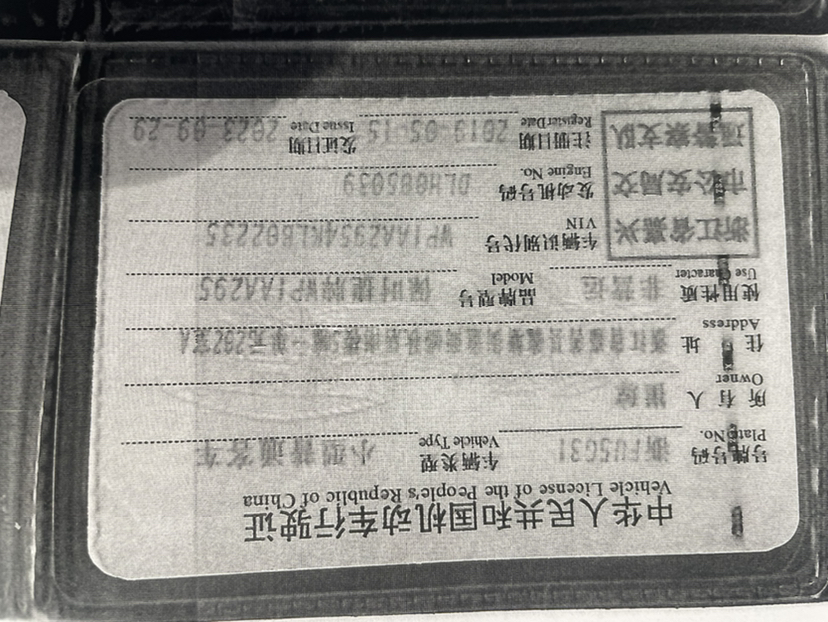 中华人民共和国机动车行驶证
Vehicle License of the People's Republic of China
号牌号码 浙FU5G31 车辆类型 小型普通客车
Plate No. Vehicle Type
所有人
Owner
住址
Address
使用性质 非营运 品牌型号 保时捷牌WP1AA295
Use Character Model
浙江省嘉兴
市公安局交
通警察支队
车辆识别代号 WP1AA2954KLB02235
VIN
发动机号码 DLH085039
Engine No.
注册日期 2019-05-15 发证日期 2023-09-29
Register Date Issue Date